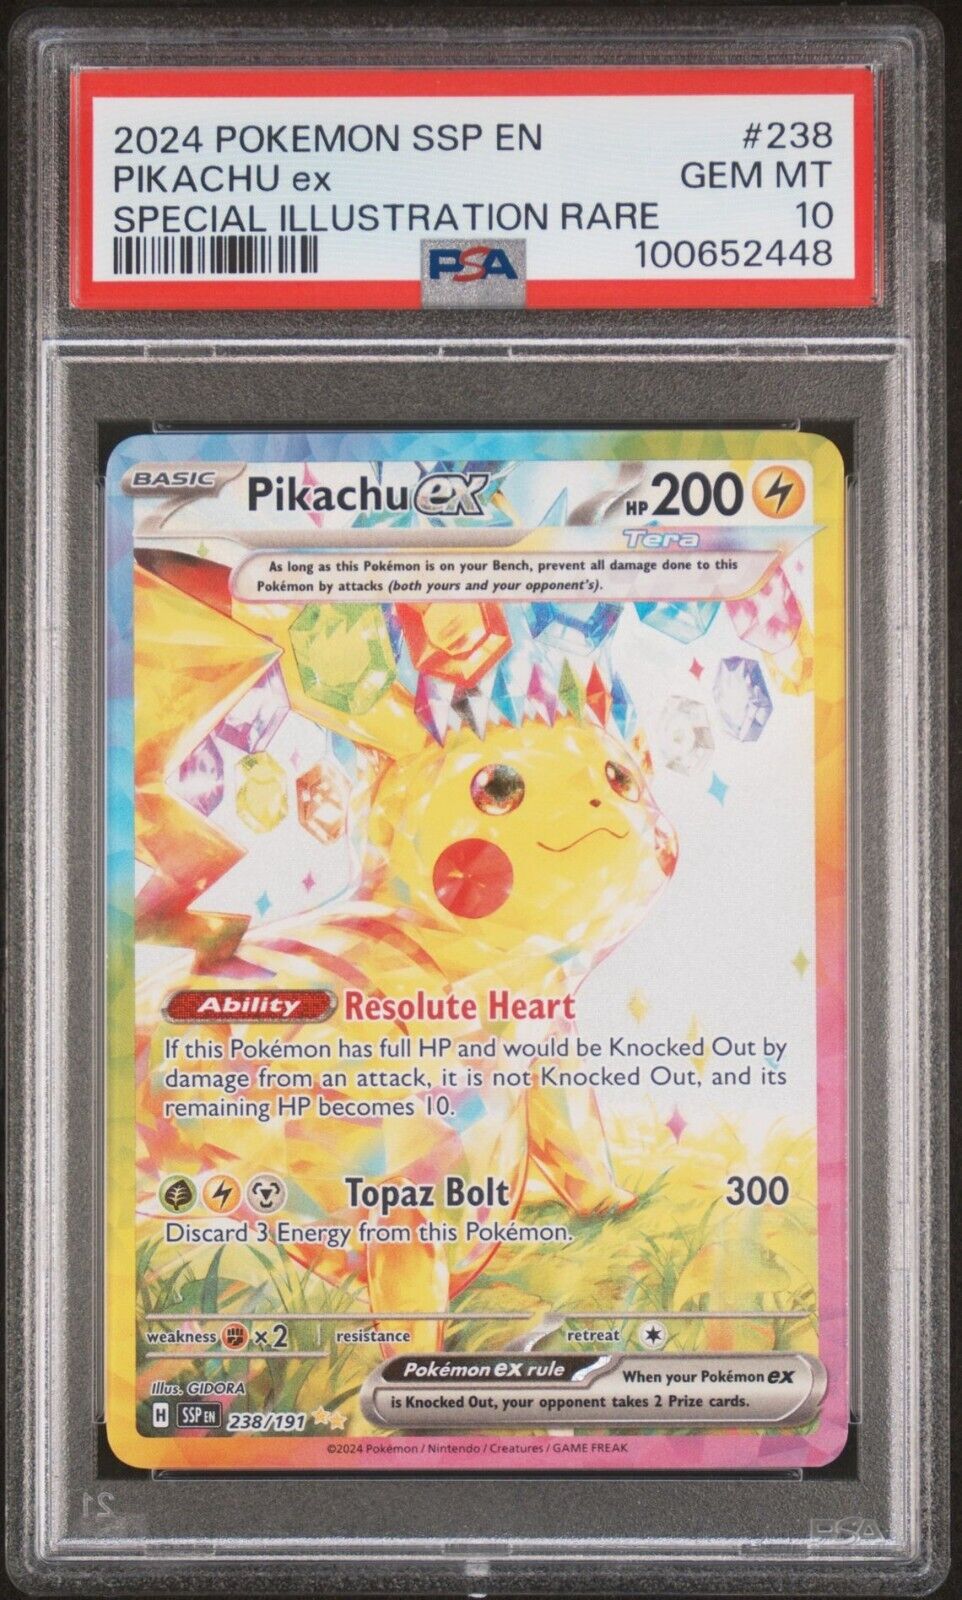 2024 POKEMON SSP EN #238
PIKACHU ex GEM MT
SPECIAL ILLUSTRATION RARE 10
PSA 100652448
BASIC Pikachu ex HP 200
Tera
As long as this Pokémon is on your Bench, prevent all damage done to this
Pokémon by attacks (both yours and your opponent's).
Ability Resolute Heart
If this Pokémon has full HP and would be Knocked Out by
damage from an attack, it is not Knocked Out, and its
remaining HP becomes 10.
Topaz Bolt 300
Discard 3 Energy from this Pokémon.
weakness ×2 resistance retreat
Pokémon ex rule When your Pokémon ex
is Knocked Out, your opponent takes 2 Prize cards.
Illus. GIDORA
H SSP EN 238/191
©2024 Pokémon / Nintendo / Creatures / GAME FREAK
21
PSA